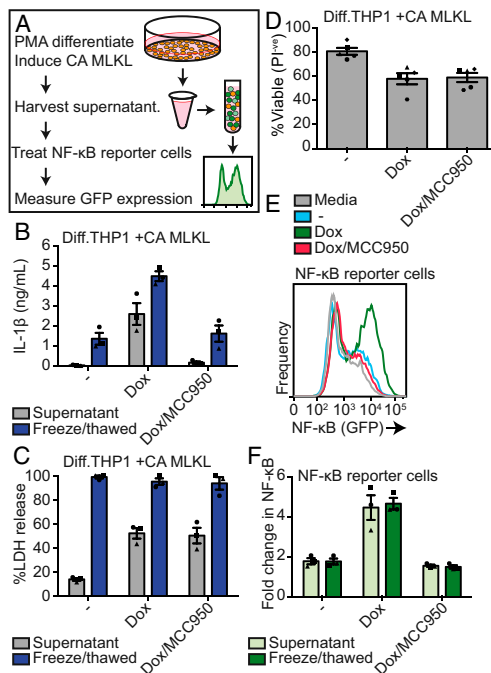 A
PMA differentiate
Induce CA MLKL
Harvest supernatant.
Treat NF-κB reporter cells
Measure GFP expression
B
Diff.THP1 +CA MLKL
IL-1β (ng/mL)
6
5
4
3
2
1
0
-
Dox
Dox/MCC950
Supernatant
Freeze/thawed
C
Diff.THP1 +CA MLKL
%LDH release
100
80
60
40
20
0
-
Dox
Dox/MCC950
Supernatant
Freeze/thawed
D
Diff.THP1 +CA MLKL
%Viable (PI-ve)
100
80
60
40
20
0
-
Dox
Dox/MCC950
E
Media
-
Dox
Dox/MCC950
NF-κB reporter cells
Frequency
0 10² 10³ 10⁴ 10⁵
NF-κB (GFP)
F
NF-κB reporter cells
Fold change in NF-κB
6
4
2
0
-
Dox
Dox/MCC950
Supernatant
Freeze/thawed